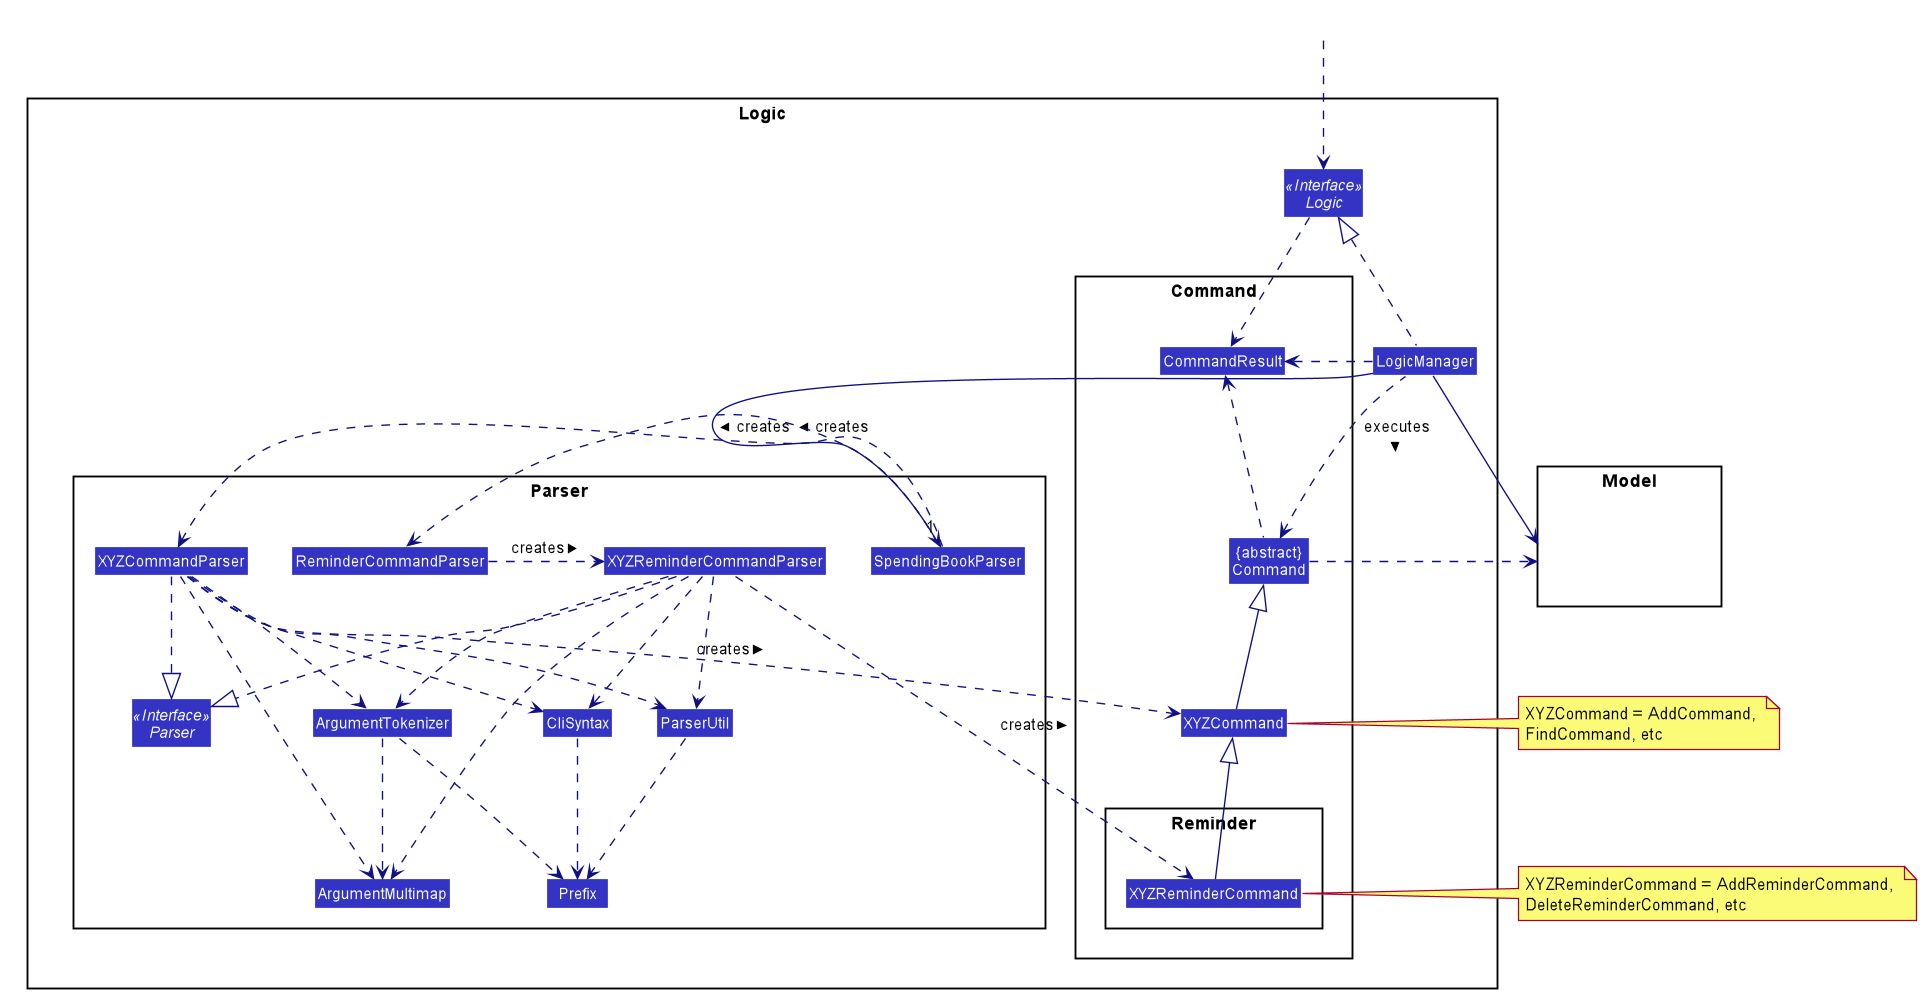 Logic
«Interface»
Logic
Command
CommandResult
LogicManager
◄ creates
◄ creates
executes
▼
Model
Parser
1
XYZCommandParser
ReminderCommandParser
creates ►
XYZReminderCommandParser
SpendingBookParser
{abstract}
Command
creates ►
«Interface»
Parser
ArgumentTokenizer
CliSyntax
ParserUtil
creates ►
XYZCommand
XYZCommand = AddCommand,
FindCommand, etc
Reminder
ArgumentMultimap
Prefix
XYZReminderCommand
XYZReminderCommand = AddReminderCommand,
DeleteReminderCommand, etc